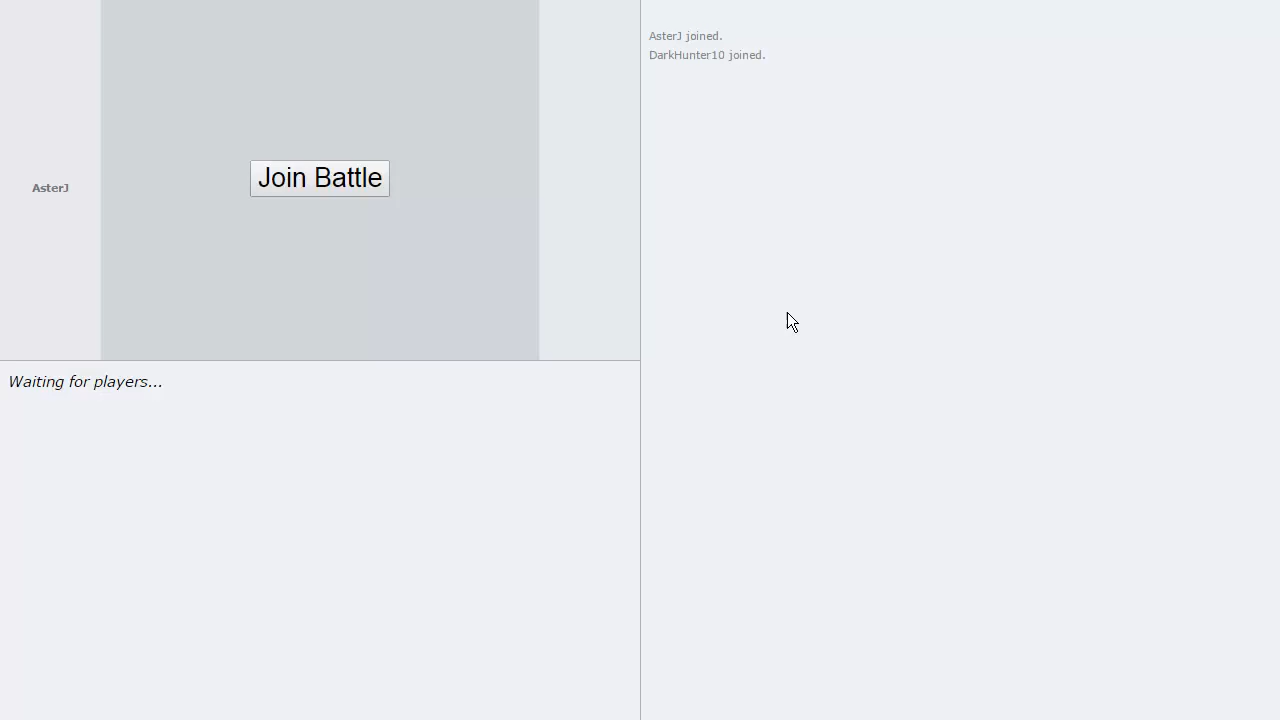 AsterJ joined.
DarkHunter10 joined.
Join Battle
AsterJ
Waiting for players...